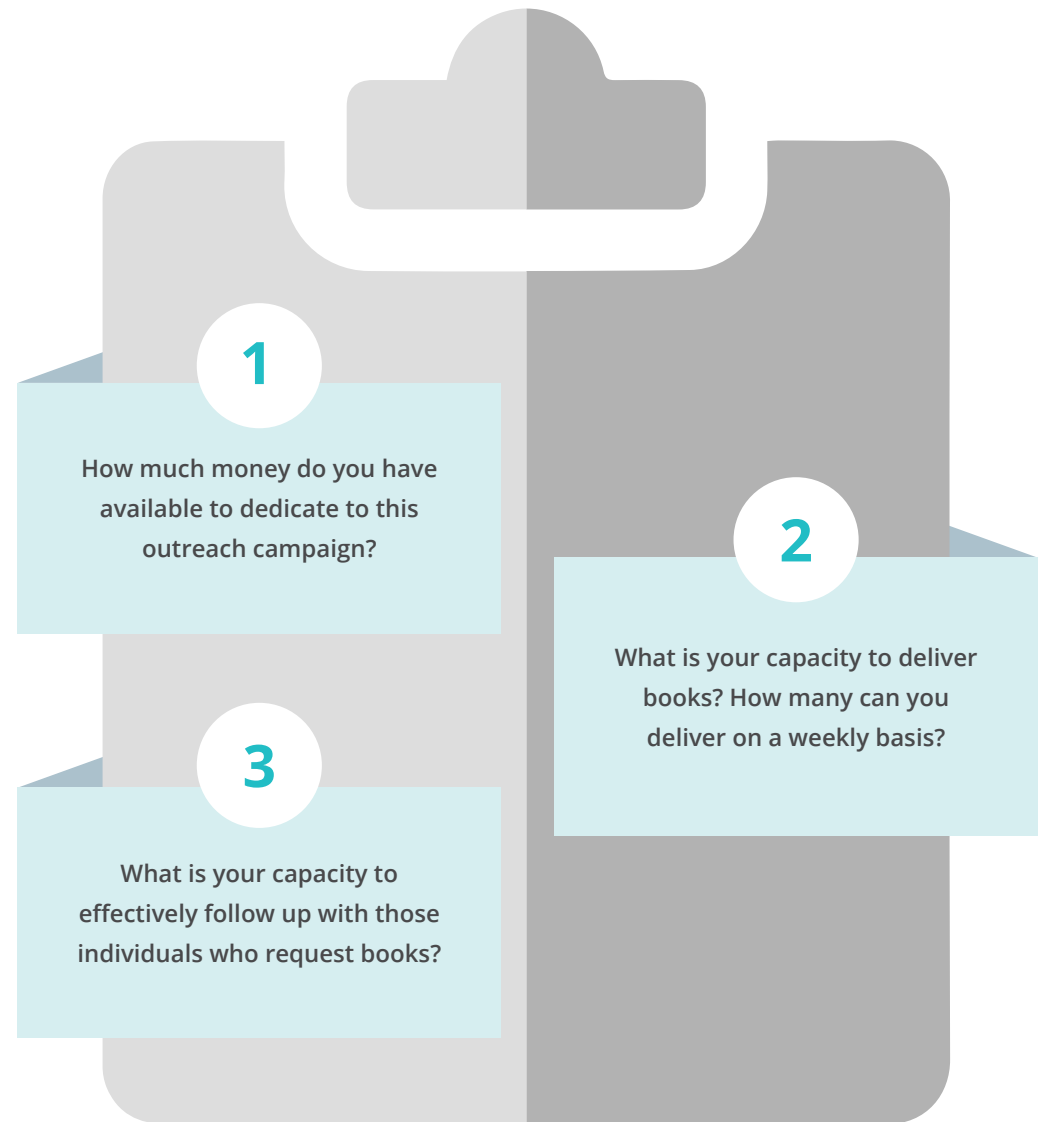 1
How much money do you have
available to dedicate to this
outreach campaign?
2
What is your capacity to deliver
books? How many can you
deliver on a weekly basis?
3
What is your capacity to
effectively follow up with those
individuals who request books?